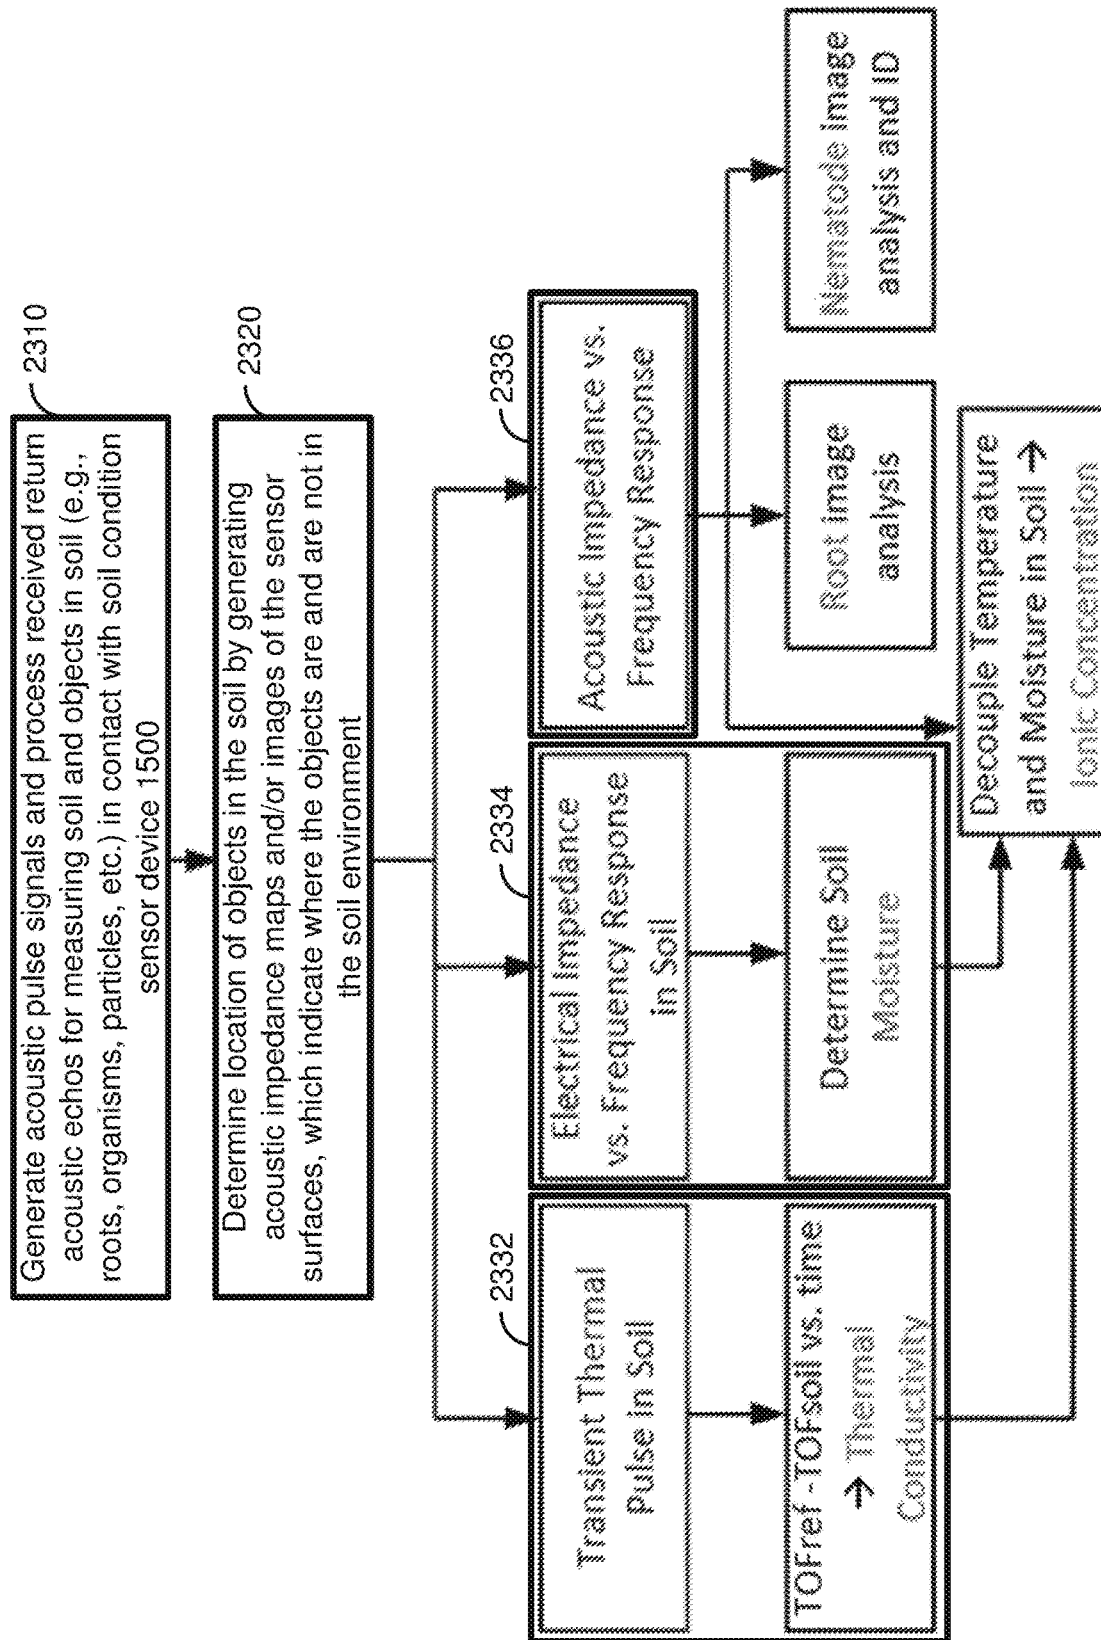 Generate acoustic pulse signals and process received return
acoustic echos for measuring soil and objects in soil (e.g.,
roots, organisms, particles, etc.) in contact with soil condition
sensor device 1500
2310
Determine location of objects in the soil by generating
acoustic impedance maps and/or images of the sensor
surfaces, which indicate where the objects are and are not in
the soil environment
2320
2332
Transient Thermal
Pulse in Soil
TOFref - TOFsoil vs. time
→ Thermal
Conductivity
2334
Electrical Impedance
vs. Frequency Response
in Soil
Determine Soil
Moisture
2336
Acoustic Impedance vs.
Frequency Response
Root image
analysis
Nematode image
analysis and ID
Decouple Temperature
and Moisture in Soil →
Ionic Concentration